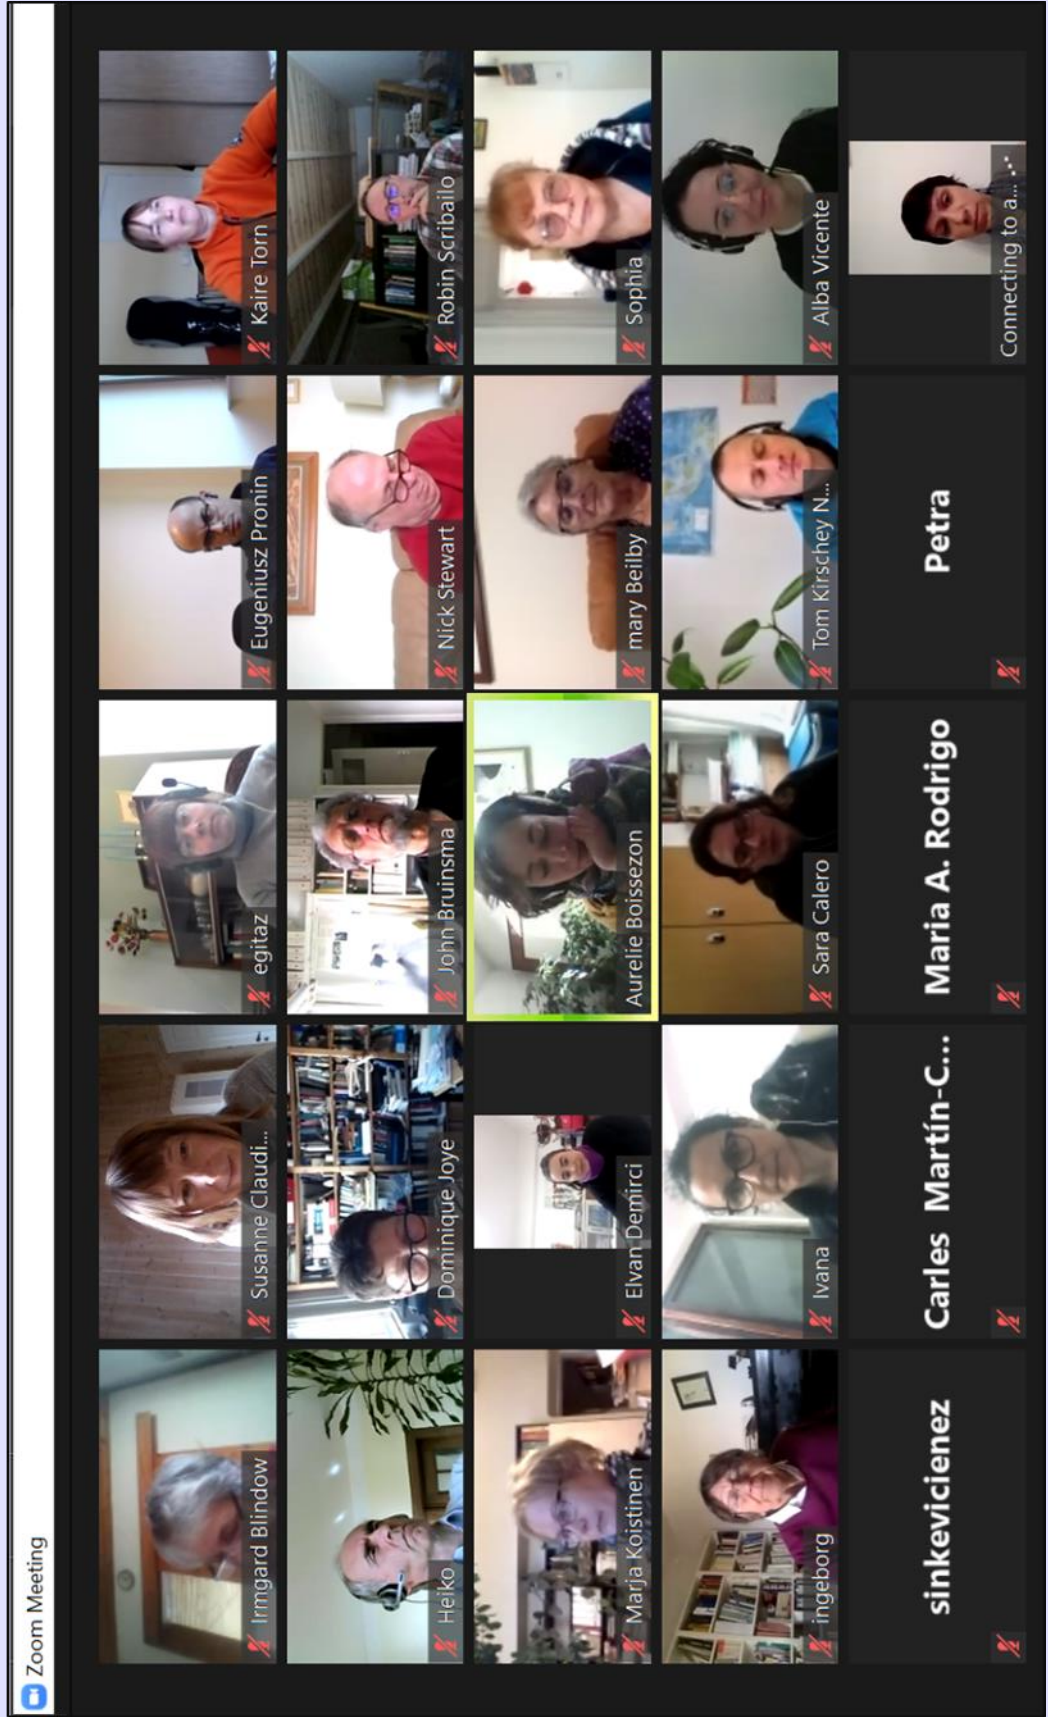 Zoom Meeting
Irmgard Blindow
Susanne Claudi...
egitaz
Eugeniusz Pronin
Kaire Torn
Heiko
Dominique Joye
John Bruinsma
Nick Stewart
Robin Scribailo
Marja Koistinen
Elvan Demirci
Aurelie Boissezon
mary Beilby
Sophia
ingeborg
Ivana
Sara Calero
Tom Kirschey N...
Alba Vicente
sinkevicienez
Carles Martín-C...
Maria A. Rodrigo
Petra
Connecting to a...